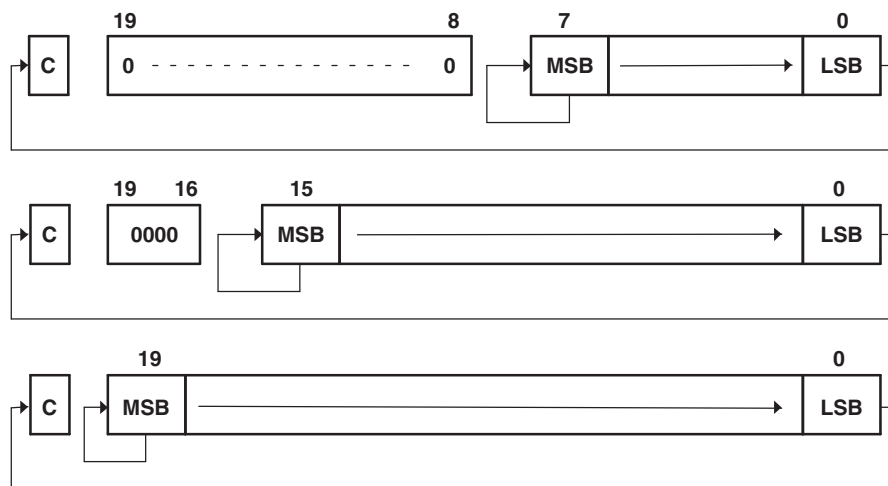 19 8 7 0
C 0 0 MSB LSB
19 16 15 0
C 0000 MSB LSB
19 0
C MSB LSB